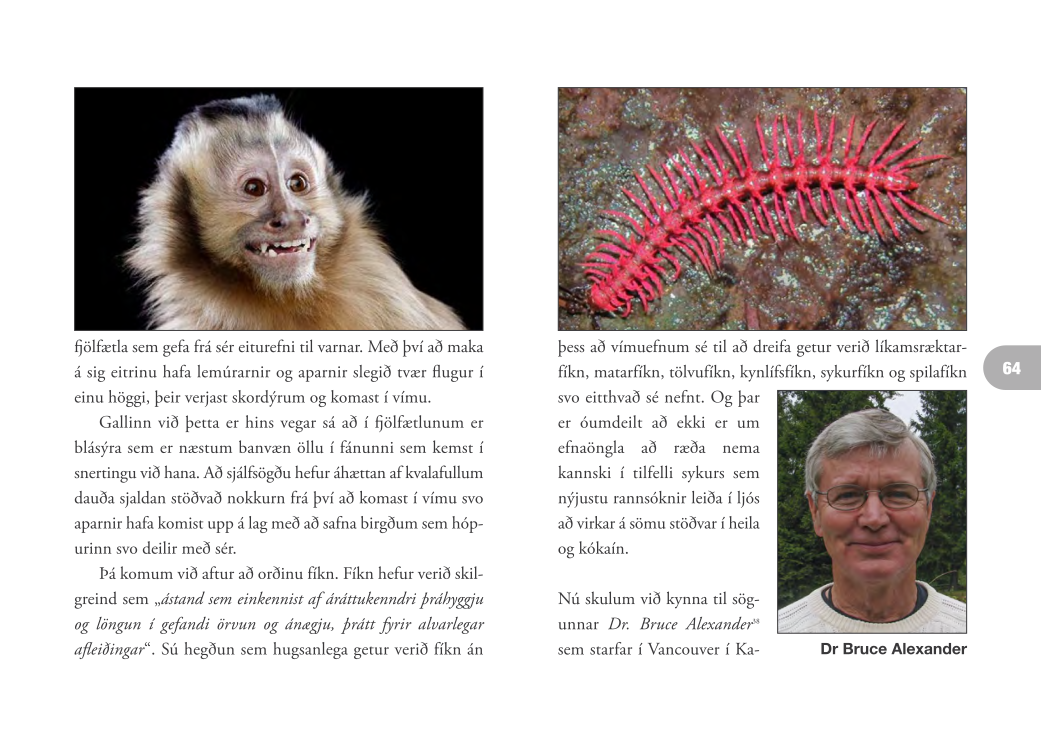 fjölfætla sem gefa frá sér eiturefni til varnar. Með því að maka
á sig eitrinu hafa lemúrarnir og aparnir slegið tvær flugur í
einu höggi, þeir verjast skordýrum og komast í vímu.
Gallinn við þetta er hins vegar sá að í fjölfætlunum er
blásýra sem er næstum banvæn öllu í fánunni sem kemst í
snertingu við hana. Að sjálfsögðu hefur áhættan af kvalafullum
dauða sjaldan stöðvað nokkurn frá því að komast í vímu svo
aparnir hafa komist upp á lag með að safna birgðum sem hóp-
urinn svo deilir með sér.
Þá komum við aftur að orðinu fíkn. Fíkn hefur verið skil-
greind sem „ástand sem einkennist af áráttukenndri þráhyggju
og löngun í gefandi örvun og ánægju, þrátt fyrir alvarlegar
afleiðingar“. Sú hegðun sem hugsanlega getur verið fíkn án
þess að vímuefnum sé til að dreifa getur verið líkamsræktar-
fíkn, matarfíkn, tölvufíkn, kynlífsfíkn, sykurfíkn og spilafíkn
svo eitthvað sé nefnt. Og þar
er óumdeilt að ekki er um
efnaöngla að ræða nema
kannski í tilfelli sykurs sem
nýjustu rannsóknir leiða í ljós
að virkar á sömu stöðvar í heila
og kókaín.
Nú skulum við kynna til sög-
unnar Dr. Bruce Alexander³⁸
sem starfar í Vancouver í Ka-
Dr Bruce Alexander
64